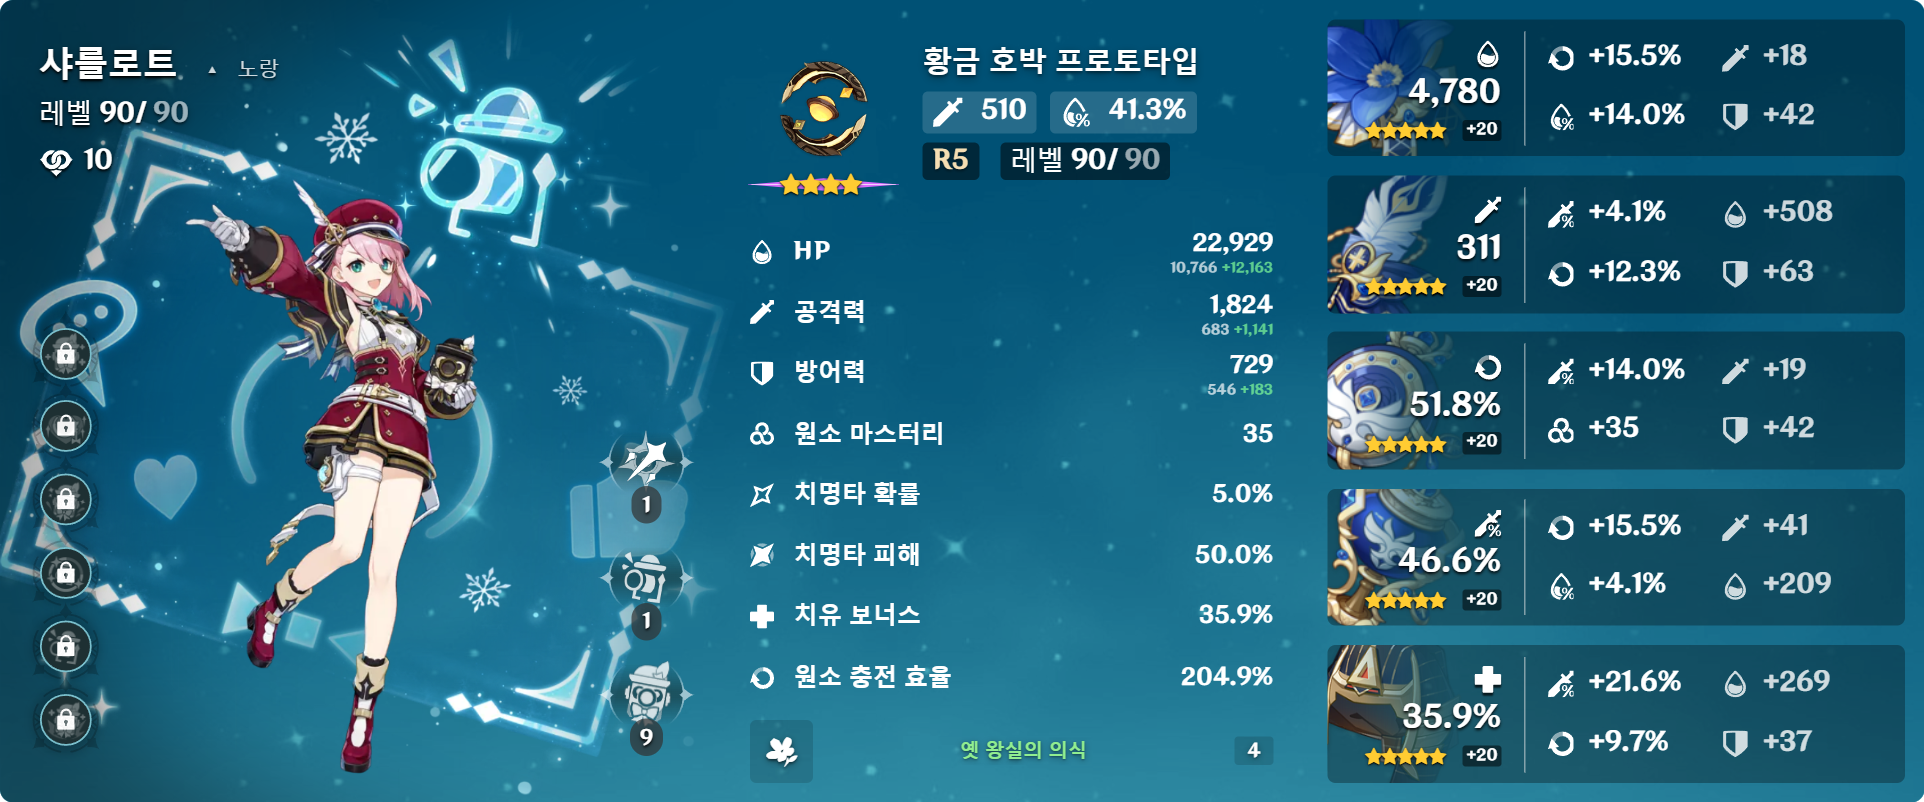 샤를로트 ▲ 노랑
레벨 90/ 90
10
1
1
9
황금 호박 프로토타입
510 41.3%
R5 레벨 90/ 90
HP 22,929
10,766 +12,163
공격력 1,824
683 +1,141
방어력 729
546 +183
원소 마스터리 35
치명타 확률 5.0%
치명타 피해 50.0%
치유 보너스 35.9%
원소 충전 효율 204.9%
옛 왕실의 의식 4
4,780
+20
+15.5% +18
+14.0% +42
311
+20
+4.1% +508
+12.3% +63
51.8%
+20
+14.0% +19
+35 +42
46.6%
+20
+15.5% +41
+4.1% +209
35.9%
+20
+21.6% +269
+9.7% +37